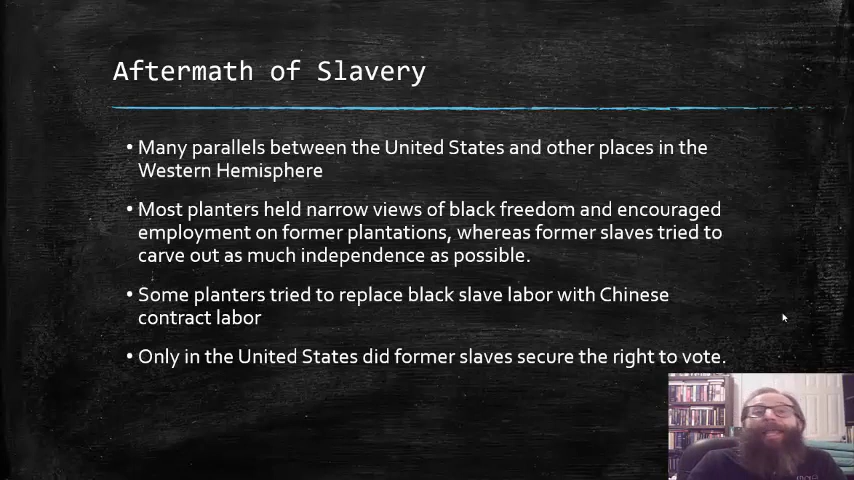 Aftermath of Slavery
• Many parallels between the United States and other places in the
Western Hemisphere
• Most planters held narrow views of black freedom and encouraged
employment on former plantations, whereas former slaves tried to
carve out as much independence as possible.
• Some planters tried to replace black slave labor with Chinese
contract labor
• Only in the United States did former slaves secure the right to vote.